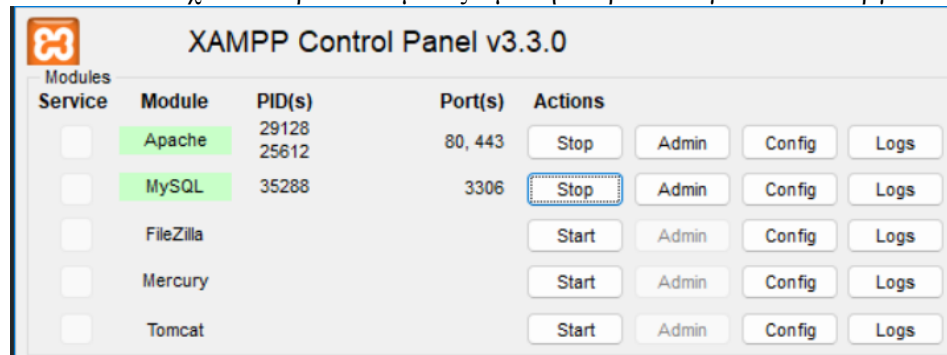 XAMPP Control Panel v3.3.0
Modules
Service Module PID(s) Port(s) Actions
Apache 29128 25612 80, 443 Stop Admin Config Logs
MySQL 35288 3306 Stop Admin Config Logs
FileZilla Start Admin Config Logs
Mercury Start Admin Config Logs
Tomcat Start Admin Config Logs